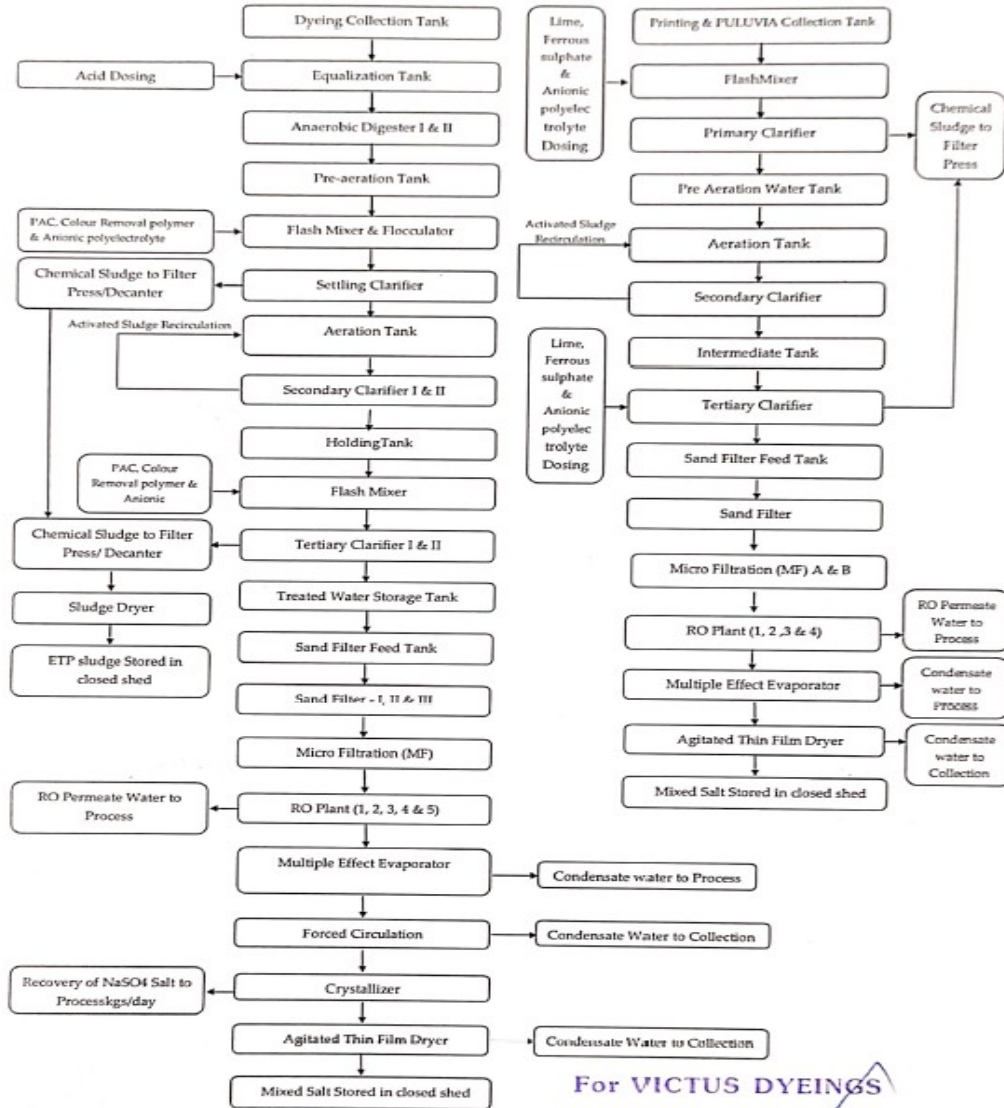 Dyeing Collection Tank
Acid Dosing
Equalization Tank
Anaerobic Digester I & II
Pre-aeration Tank
PAC, Colour Removal polymer
& Anionic polyelectrolyte
Flash Mixer & Flocculator
Chemical Sludge to Filter
Press/Decanter
Settling Clarifier
Activated Sludge Recirculation
Aeration Tank
Secondary Clarifier I & II
HoldingTank
PAC, Colour
Removal polymer &
Anionic
Flash Mixer
Chemical Sludge to Filter
Press/ Decanter
Tertiary Clarifier I & II
Sludge Dryer
Treated Water Storage Tank
ETP sludge Stored in
closed shed
Sand Filter Feed Tank
Sand Filter - I, II & III
Micro Filtration (MF)
RO Permeate Water to
Process
RO Plant (1, 2, 3, 4 & 5)
Multiple Effect Evaporator
Condensate water to Process
Forced Circulation
Condensate Water to Collection
Recovery of NaSO4 Salt to
Processkgs/day
Crystallizer
Agitated Thin Film Dryer
Condensate Water to Collection
Mixed Salt Stored in closed shed
Lime,
Ferrous
sulphate
&
Anionic
polyelec
trolyte
Dosing
Printing & PULUVIA Collection Tank
FlashMixer
Primary Clarifier
Chemical
Sludge to
Filter
Press
Pre Aeration Water Tank
Activated Sludge
Recirculation
Aeration Tank
Secondary Clarifier
Intermediate Tank
Lime,
Ferrous
sulphate
&
Anionic
polyelec
trolyte
Dosing
Tertiary Clarifier
Sand Filter Feed Tank
Sand Filter
Micro Filtration (MF) A & B
RO Plant (1, 2 ,3 & 4)
RO Permeate
Water to
Process
Multiple Effect Evaporator
Condensate
water to
Process
Agitated Thin Film Dryer
Condensate
water to
Collection
Mixed Salt Stored in closed shed
For VICTUS DYEINGS